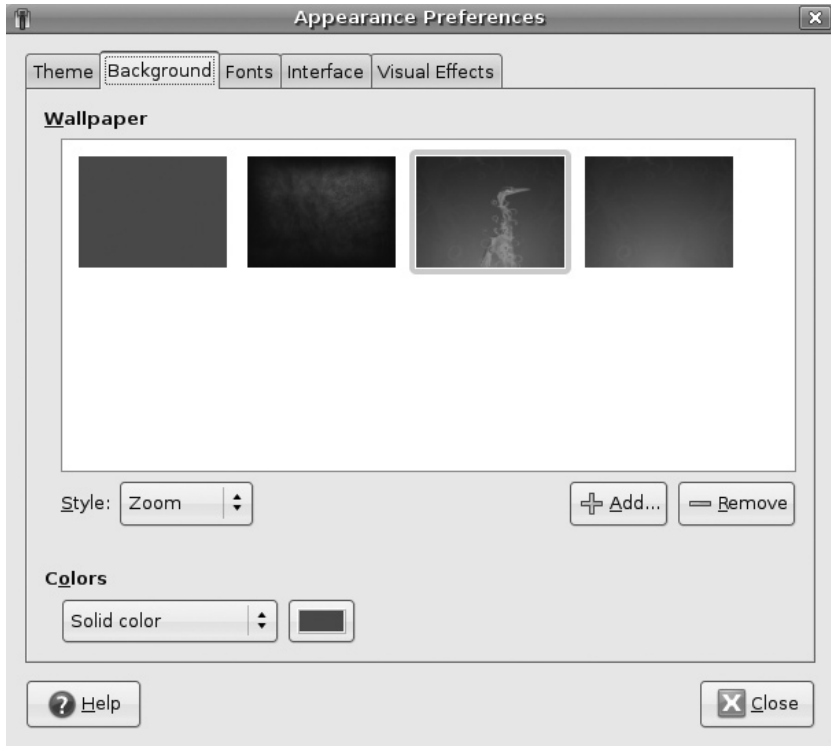 Appearance Preferences
Theme Background Fonts Interface Visual Effects
Wallpaper
Style: Zoom Add... Remove
Colors
Solid color
Help Close